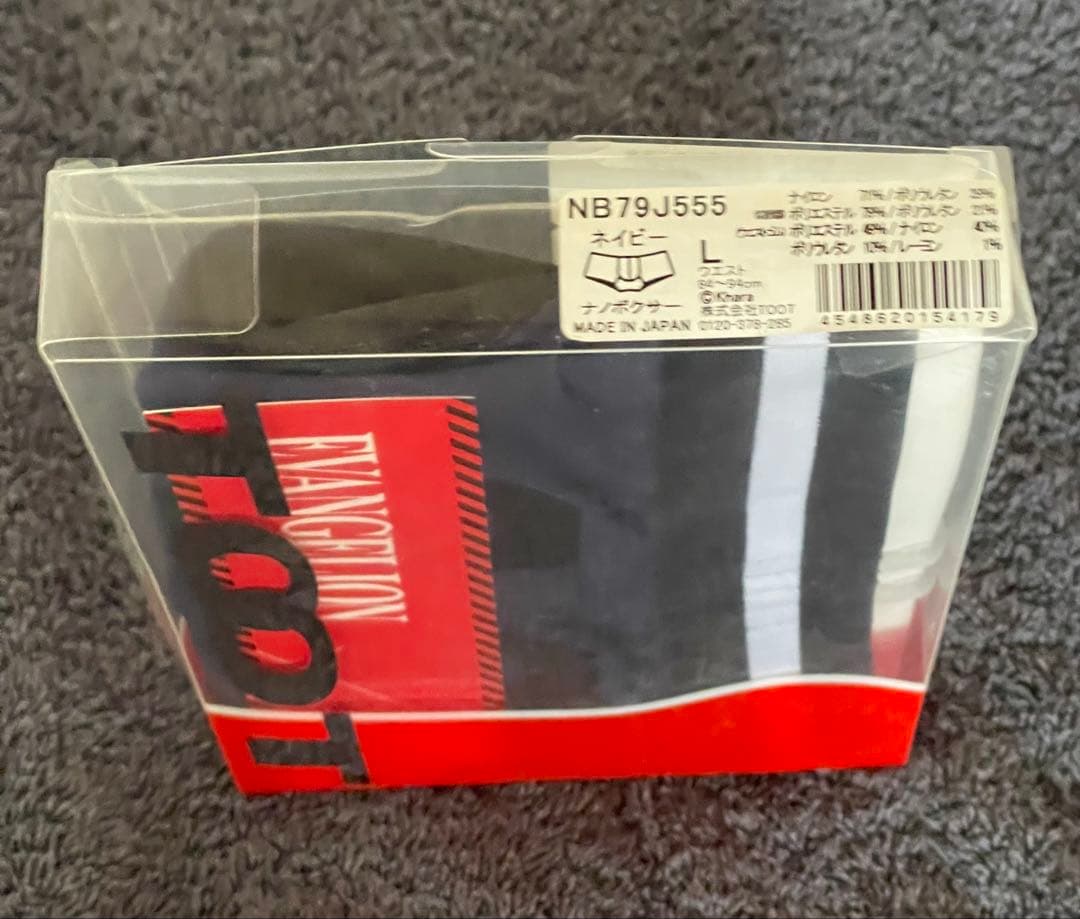 NB79J555
ネイビー
L
ウエスト
84〜94cm
ナノボクサー
©Khara
株式会社TOOT
MADE IN JAPAN 0120-378-285
ナイロン 71%/ポリウレタン 29%
ポリエステル 79%/ポリウレタン 21%
ポリエステル 49%/ナイロン
ポリウレタン /レーヨン 1%
4548620154179
TOOT
EVANGELION